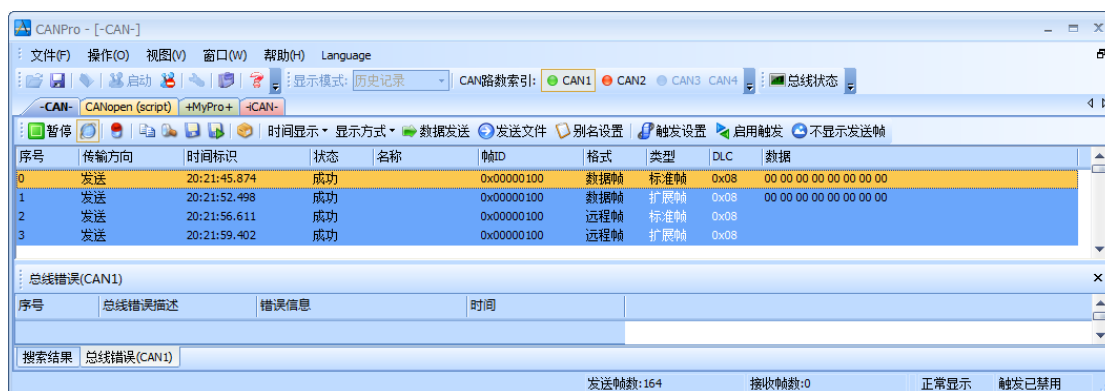 CANPro - [-CAN-]
文件(F) 操作(O) 视图(V) 窗口(W) 帮助(H) Language
启动 显示模式: 历史记录 CAN路数索引: CAN1 CAN2 CAN3 CAN4 总线状态
-CAN- CANopen (script) +MyPro+ -iCAN-
暂停 时间显示 显示方式 数据发送 发送文件 别名设置 触发设置 启用触发 不显示发送帧
序号 传输方向 时间标识 状态 名称 帧ID 格式 类型 DLC 数据
0 发送 20:21:45.874 成功 0x00000100 数据帧 标准帧 0x08 00 00 00 00 00 00 00 00
1 发送 20:21:52.498 成功 0x00000100 数据帧 扩展帧 0x08 00 00 00 00 00 00 00 00
2 发送 20:21:56.611 成功 0x00000100 远程帧 标准帧 0x08
3 发送 20:21:59.402 成功 0x00000100 远程帧 扩展帧 0x08
总线错误(CAN1)
序号 总线错误描述 错误信息 时间
搜索结果 总线错误(CAN1)
发送帧数:164 接收帧数:0 正常显示 触发已禁用